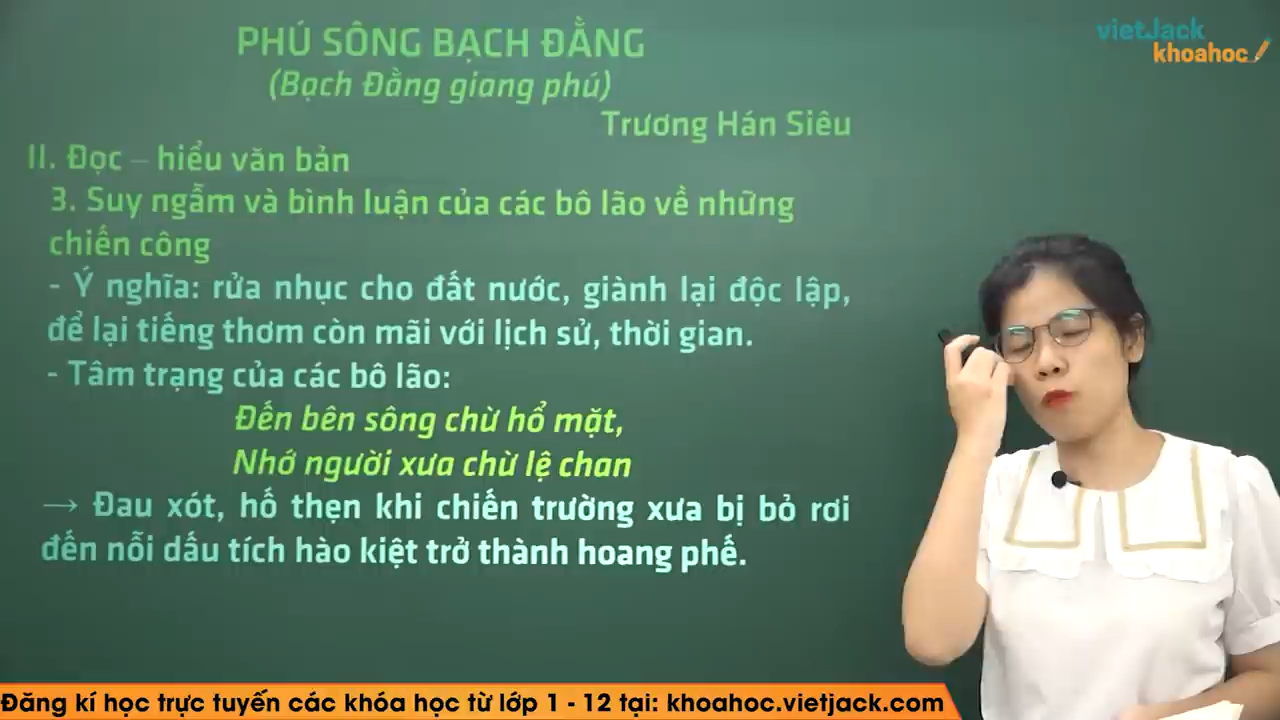 PHÚ SÔNG BẠCH ĐẰNG
(Bạch Đằng giang phú)
Trương Hán Siêu
II. Đọc – hiểu văn bản
3. Suy ngẫm và bình luận của các bô lão về những
chiến công
- Ý nghĩa: rửa nhục cho đất nước, giành lại độc lập,
để lại tiếng thơm còn mãi với lịch sử, thời gian.
- Tâm trạng của các bô lão:
Đến bên sông chừ hổ mặt,
Nhớ người xưa chừ lệ chan
→ Đau xót, hổ thẹn khi chiến trường xưa bị bỏ rơi
đến nỗi dấu tích hào kiệt trở thành hoang phế.
vietJack
khoahoc
Đăng kí học trực tuyến các khóa học từ lớp 1 - 12 tại: khoahoc.vietjack.com